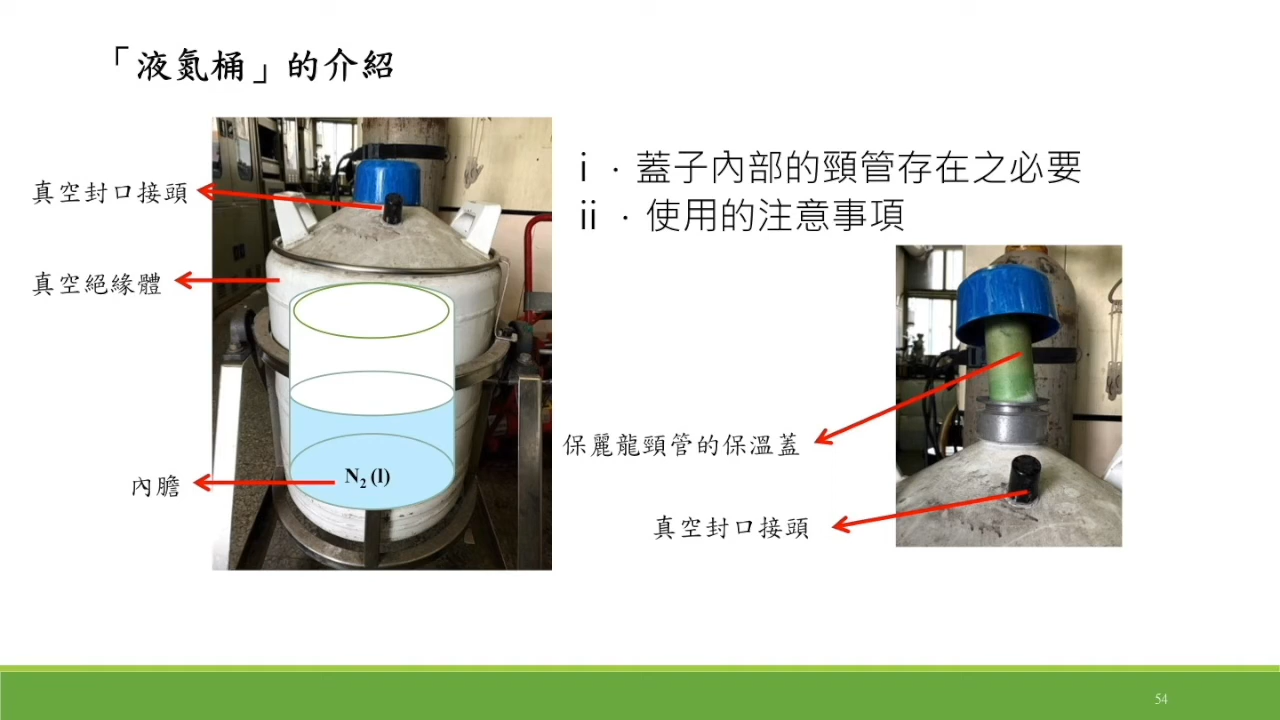 「液氮桶」的介紹
真空封口接頭
真空絕緣體
內膽
N₂ (l)
i ．蓋子內部的頸管存在之必要
ii ．使用的注意事項
保麗龍頸管的保溫蓋
真空封口接頭
54